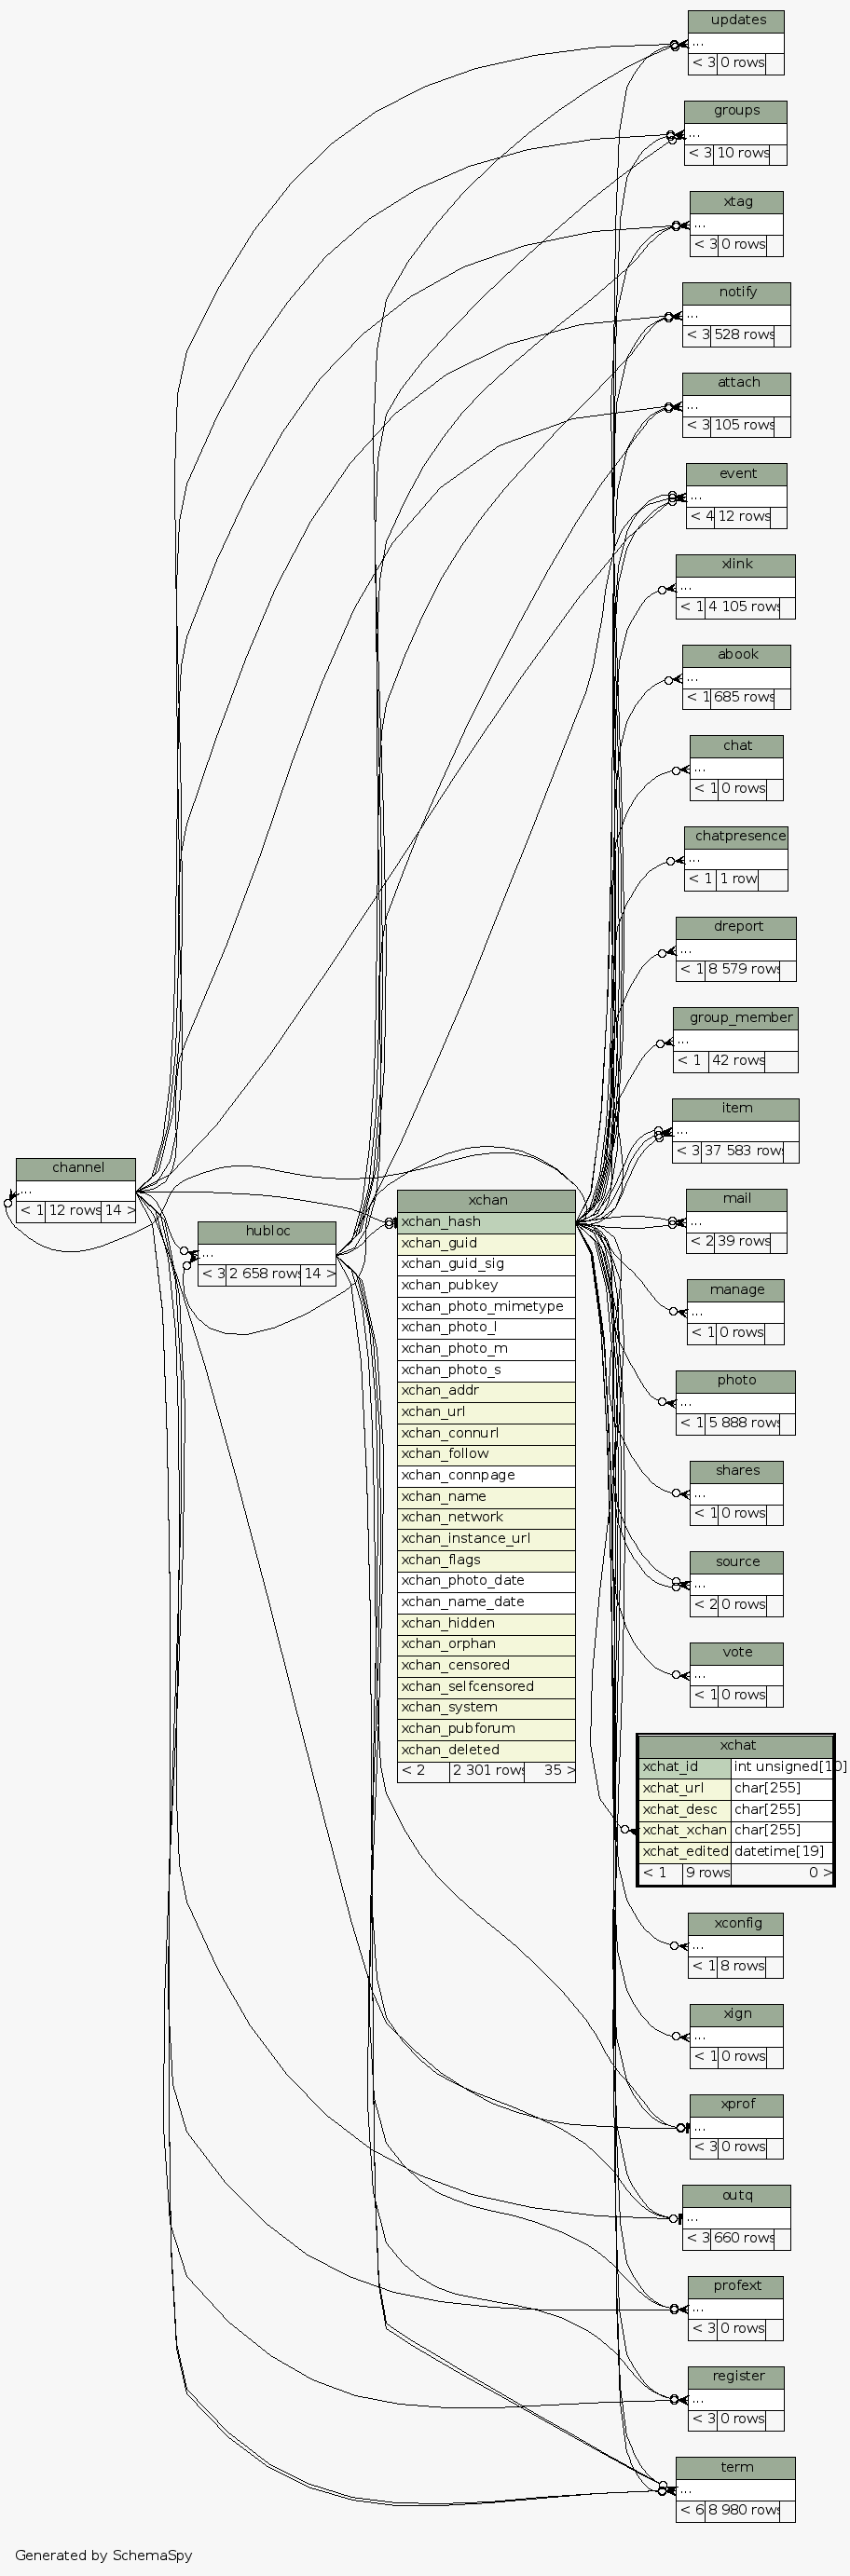 updates
...
< 3 0 rows
groups
...
< 3 10 rows
xtag
...
< 3 0 rows
notify
...
< 3 528 rows
attach
...
< 3 105 rows
event
...
< 4 12 rows
xlink
...
< 1 4 105 rows
abook
...
< 1 685 rows
chat
...
< 1 0 rows
chatpresence
...
< 1 1 row
dreport
...
< 1 8 579 rows
group_member
...
< 1 42 rows
item
...
< 3 37 583 rows
channel
...
< 1 12 rows 14 >
hubloc
...
< 3 2 658 rows 14 >
xchan
xchan_hash
xchan_guid
xchan_guid_sig
xchan_pubkey
xchan_photo_mimetype
xchan_photo_l
xchan_photo_m
xchan_photo_s
xchan_addr
xchan_url
xchan_connurl
xchan_follow
xchan_connpage
xchan_name
xchan_network
xchan_instance_url
xchan_flags
xchan_photo_date
xchan_name_date
xchan_hidden
xchan_orphan
xchan_censored
xchan_selfcensored
xchan_system
xchan_pubforum
xchan_deleted
< 2 2 301 rows 35 >
mail
...
< 2 39 rows
manage
...
< 1 0 rows
photo
...
< 1 5 888 rows
shares
...
< 1 0 rows
source
...
< 2 0 rows
vote
...
< 1 0 rows
xchat
xchat_id int unsigned[10]
xchat_url char[255]
xchat_desc char[255]
xchat_xchan char[255]
xchat_edited datetime[19]
< 1 9 rows 0 >
xconfig
...
< 1 8 rows
xign
...
< 1 0 rows
xprof
...
< 3 0 rows
outq
...
< 3 660 rows
profext
...
< 3 0 rows
register
...
< 3 0 rows
term
...
< 6 8 980 rows
Generated by SchemaSpy